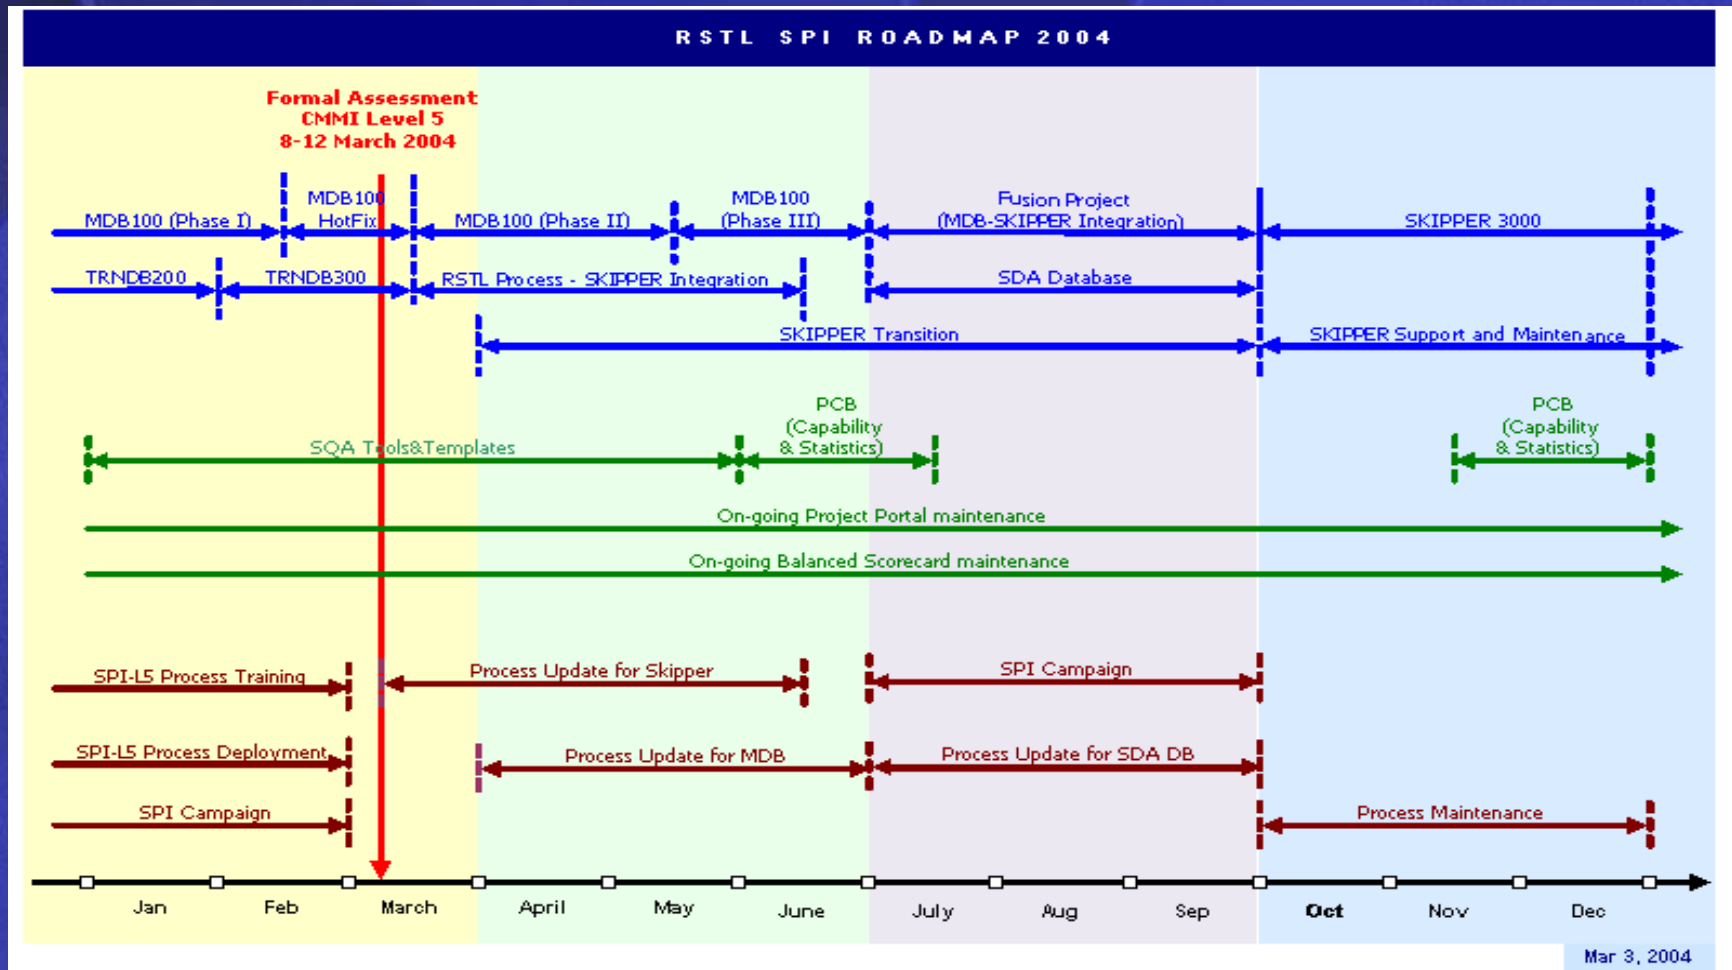 RSTL SPI ROADMAP 2004
Formal Assessment
CMMI Level 5
8-12 March 2004
MDB100 (Phase I)
MDB100
HotFix
MDB100 (Phase II)
MDB100
(Phase III)
Fusion Project
(MDB-SKIPPER Integration)
SKIPPER 3000
TRNDB200
TRNDB300
RSTL Process - SKIPPER Integration
SDA Database
SKIPPER Transition
SKIPPER Support and Maintenance
SQA Tools&Templates
PCB
(Capability
& Statistics)
PCB
(Capability
& Statistics)
On-going Project Portal maintenance
On-going Balanced Scorecard maintenance
SPI-L5 Process Training
Process Update for Skipper
SPI Campaign
SPI-L5 Process Deployment
Process Update for MDB
Process Update for SDA DB
SPI Campaign
Process Maintenance
Jan Feb March April May June July Aug Sep Oct Nov Dec
Mar 3, 2004